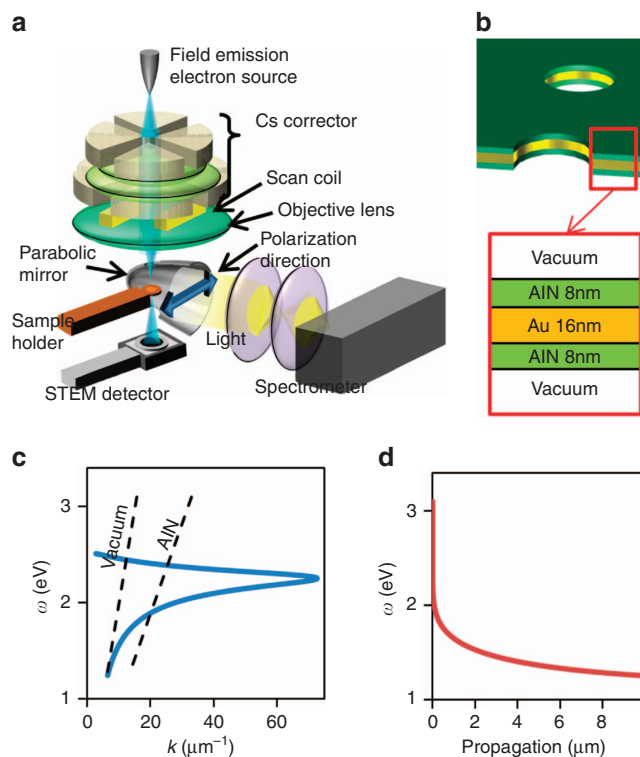 a
Field emission
electron source
Cs corrector
Scan coil
Objective lens
Parabolic
mirror
Polarization
direction
Sample
holder
Light
STEM detector
Spectrometer
b
Vacuum
AlN 8nm
Au 16nm
AlN 8nm
Vacuum
c
3
2
1
ω (eV)
Vacuum
AlN
0
20
40
60
k (μm⁻¹)
d
3
2
1
ω (eV)
0
2
4
6
8
Propagation (μm)